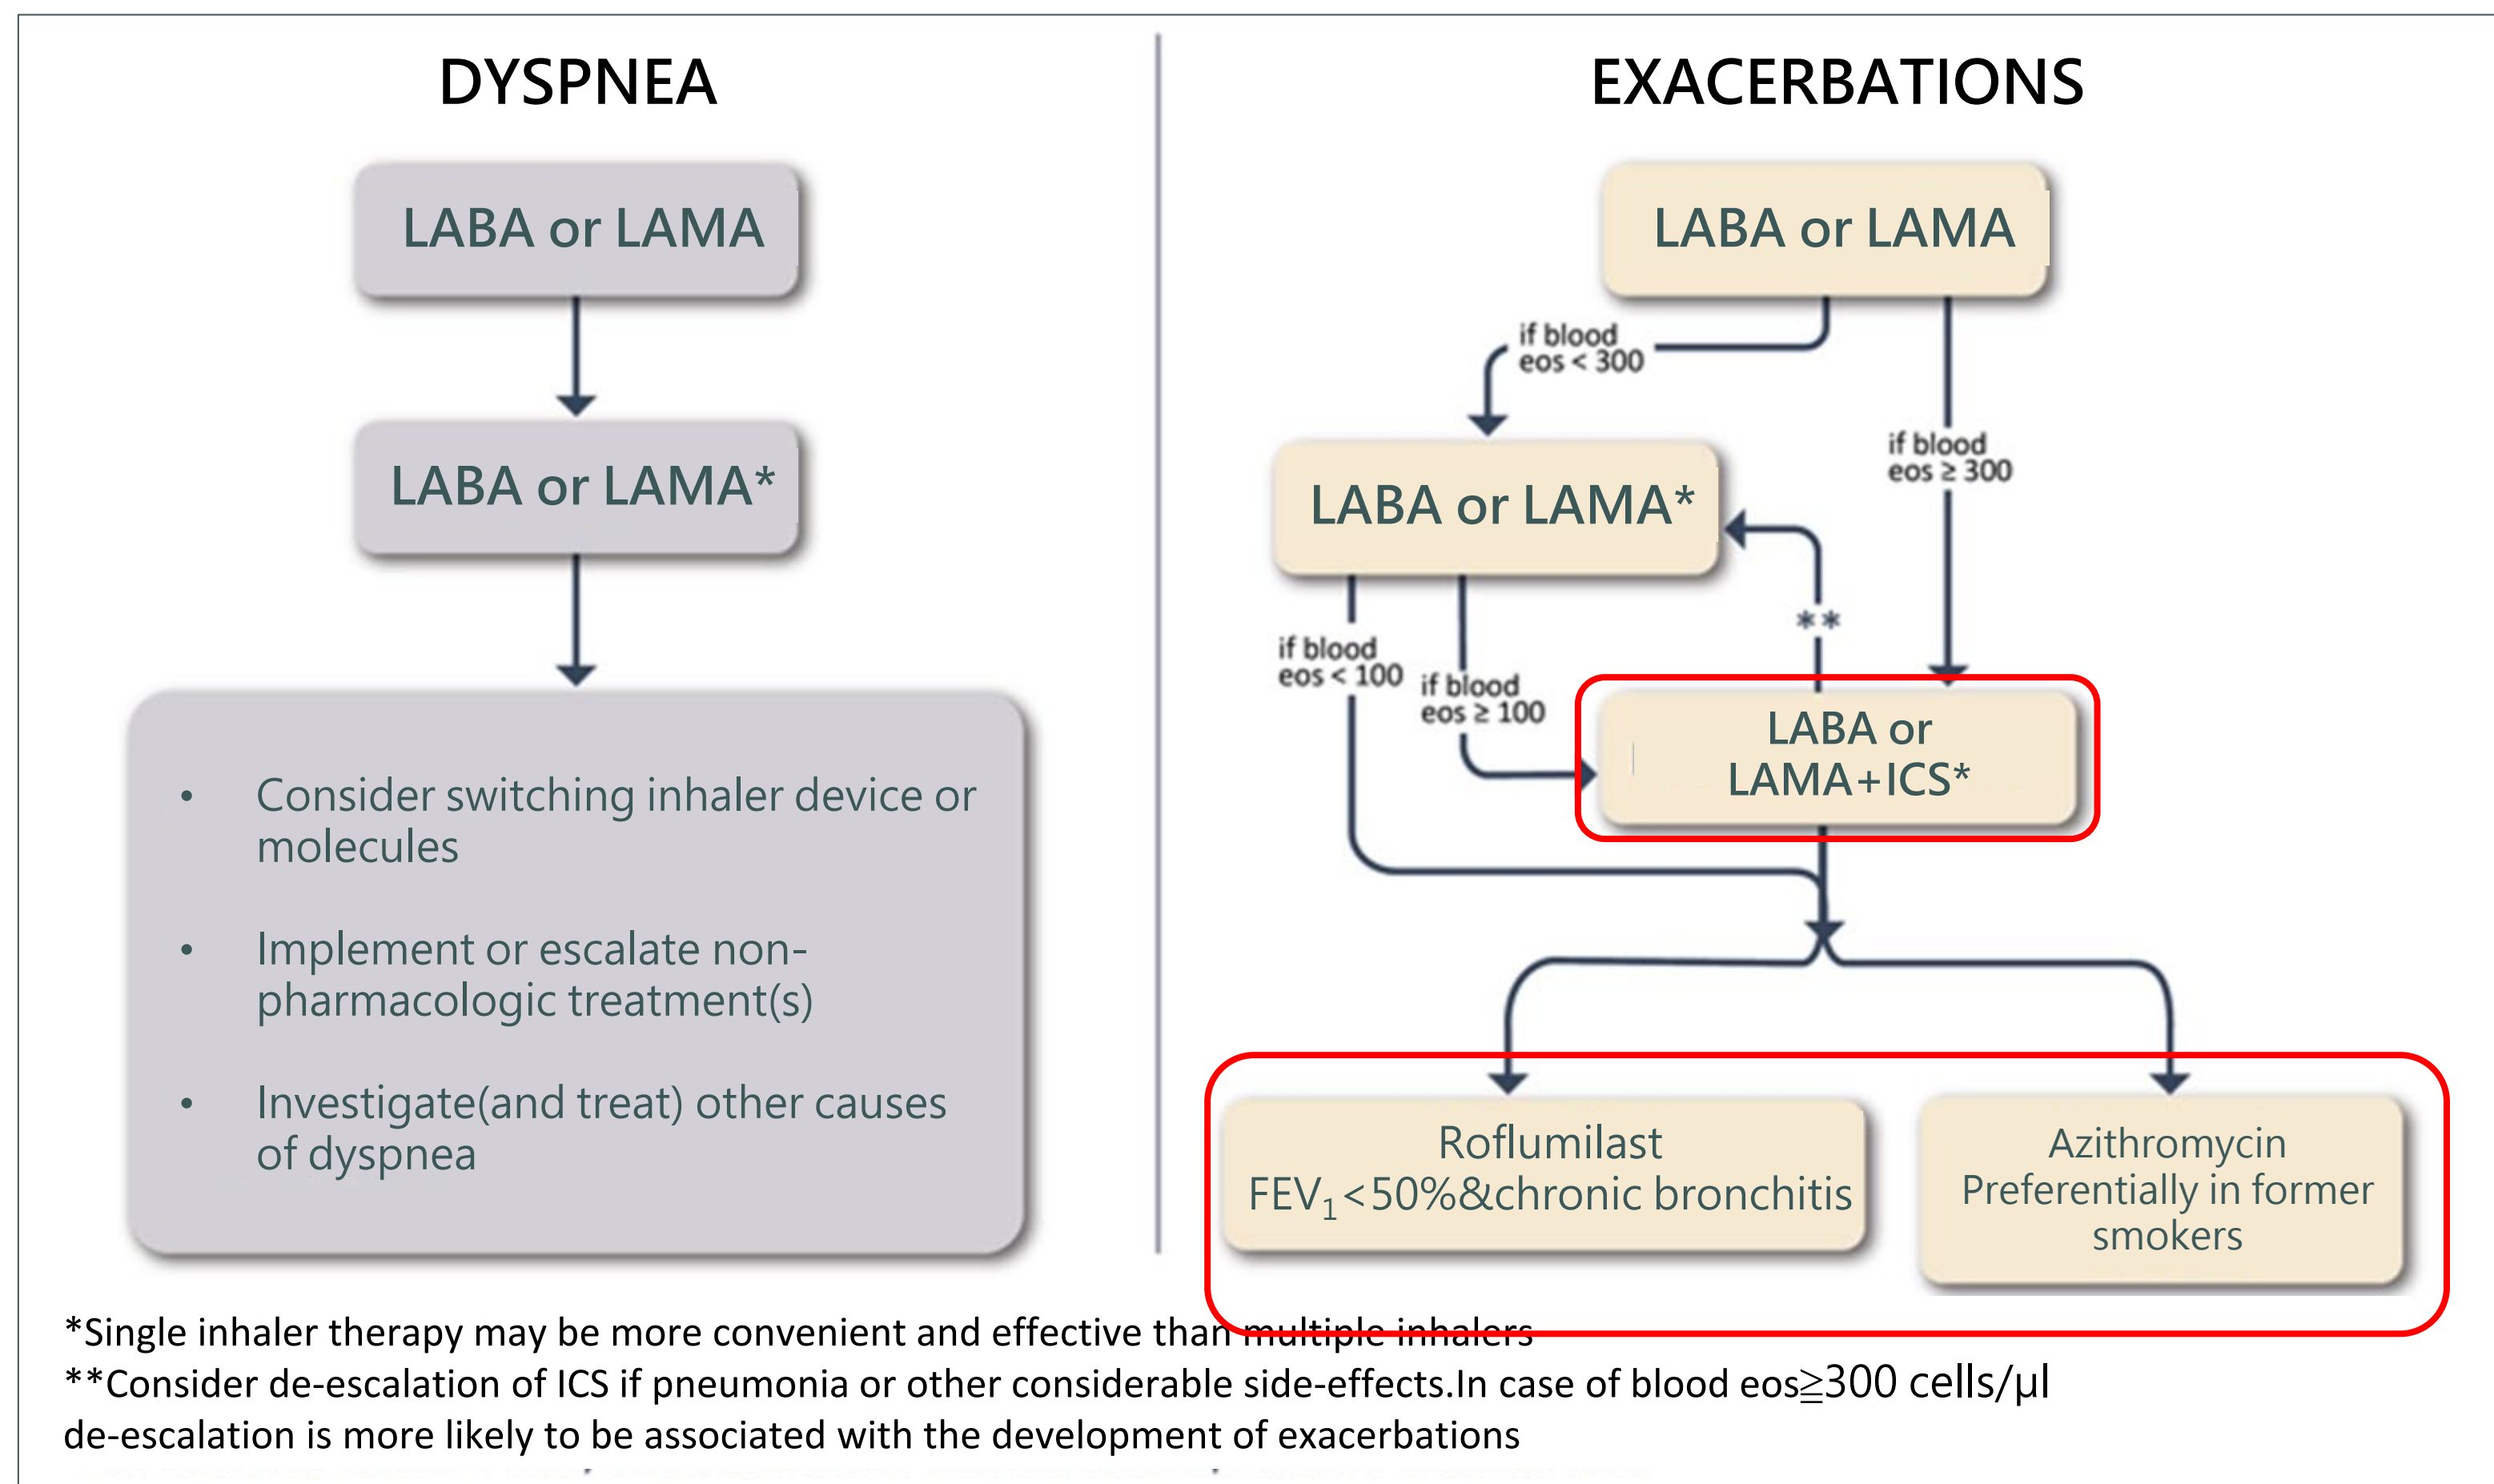 DYSPNEA
LABA or LAMA
LABA or LAMA*
• Consider switching inhaler device or
molecules
• Implement or escalate non-
pharmacologic treatment(s)
• Investigate(and treat) other causes
of dyspnea
EXACERBATIONS
LABA or LAMA
if blood
eos < 300
if blood
eos ≥ 300
LABA or LAMA*
**
if blood
eos < 100
if blood
eos ≥ 100
LABA or
LAMA+ICS*
Roflumilast
FEV₁<50%&chronic bronchitis
Azithromycin
Preferentially in former
smokers
*Single inhaler therapy may be more convenient and effective than multiple inhalers
**Consider de-escalation of ICS if pneumonia or other considerable side-effects.In case of blood eos≧300 cells/μl
de-escalation is more likely to be associated with the development of exacerbations